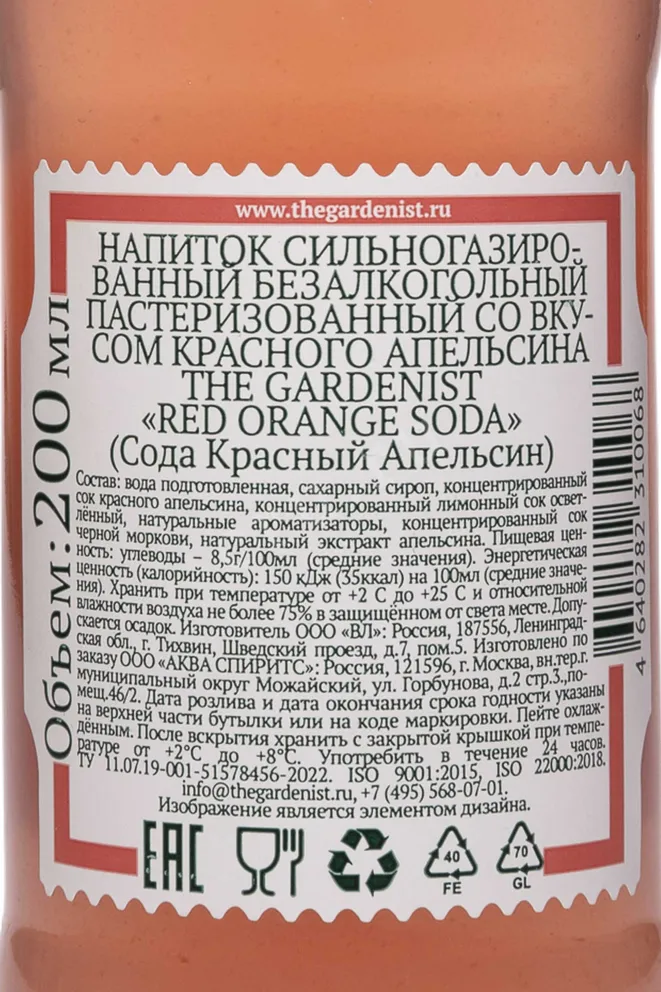 www.thegardenist.ru
НАПИТОК СИЛЬНОГАЗИРО-
ВАННЫЙ БЕЗАЛКОГОЛЬНЫЙ
ПАСТЕРИЗОВАННЫЙ СО ВКУ-
СОМ КРАСНОГО АПЕЛЬСИНА
THE GARDENIST
«RED ORANGE SODA»
(Сода Красный Апельсин)
Состав: вода подготовленная, сахарный сироп, концентрированный
сок красного апельсина, концентрированный лимонный сок освет-
лённый, натуральные ароматизаторы, концентрированный сок
черной моркови, натуральный экстракт апельсина. Пищевая цен-
ность: углеводы – 8,5г/100мл (средние значения). Энергетическая
ценность (калорийность): 150 кДж (35ккал) на 100мл (средние значе-
ния). Хранить при температуре от +2 С до +25 С и относительной
влажности воздуха не более 75% в защищённом от света месте. Допу-
скается осадок. Изготовитель ООО «ВЛ»: Россия, 187556, Ленинград-
ская обл., г. Тихвин, Шведский проезд, д.7, пом.5. Изготовлено по
заказу ООО «АКВА СПИРИТС»: Россия, 121596, г. Москва, вн.тер.г.
муниципальный округ Можайский, ул. Горбунова, д.2 стр.3.,по-
мещ.46/2. Дата розлива и дата окончания срока годности указаны
на верхней части бутылки или на коде маркировки. Пейте охлаж-
дённым. После вскрытия хранить с закрытой крышкой при темпе-
ратуре от +2°С до +8°С. Употребить в течение 24 часов.
ТУ 11.07.19-001-51578456-2022. ISO 9001:2015, ISO 22000:2018.
info@thegardenist.ru, +7 (495) 568-07-01.
Изображение является элементом дизайна.
Объем: 200 мл
4 640282 310068
EAC
40
FE
70
GL